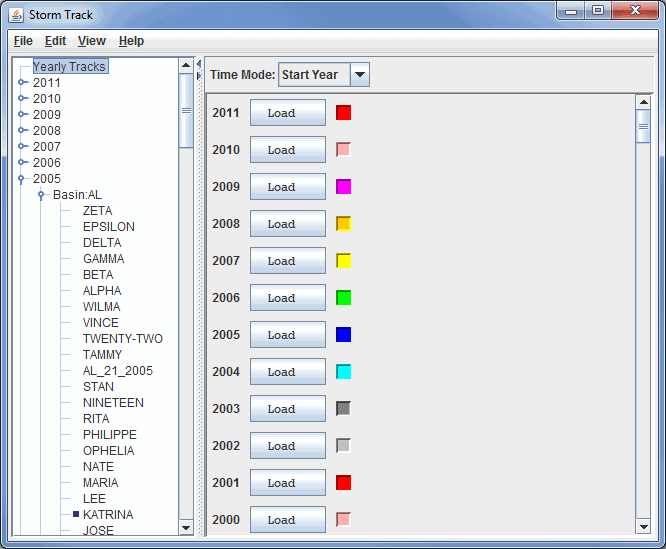 Storm Track
File Edit View Help
Yearly Tracks
2011
2010
2009
2008
2007
2006
2005
Basin:AL
ZETA
EPSILON
DELTA
GAMMA
BETA
ALPHA
WILMA
VINCE
TWENTY-TWO
TAMMY
AL_21_2005
STAN
NINETEEN
RITA
PHILIPPE
OPHELIA
NATE
MARIA
LEE
KATRINA
JOSE
Time Mode: Start Year
2011 Load
2010 Load
2009 Load
2008 Load
2007 Load
2006 Load
2005 Load
2004 Load
2003 Load
2002 Load
2001 Load
2000 Load